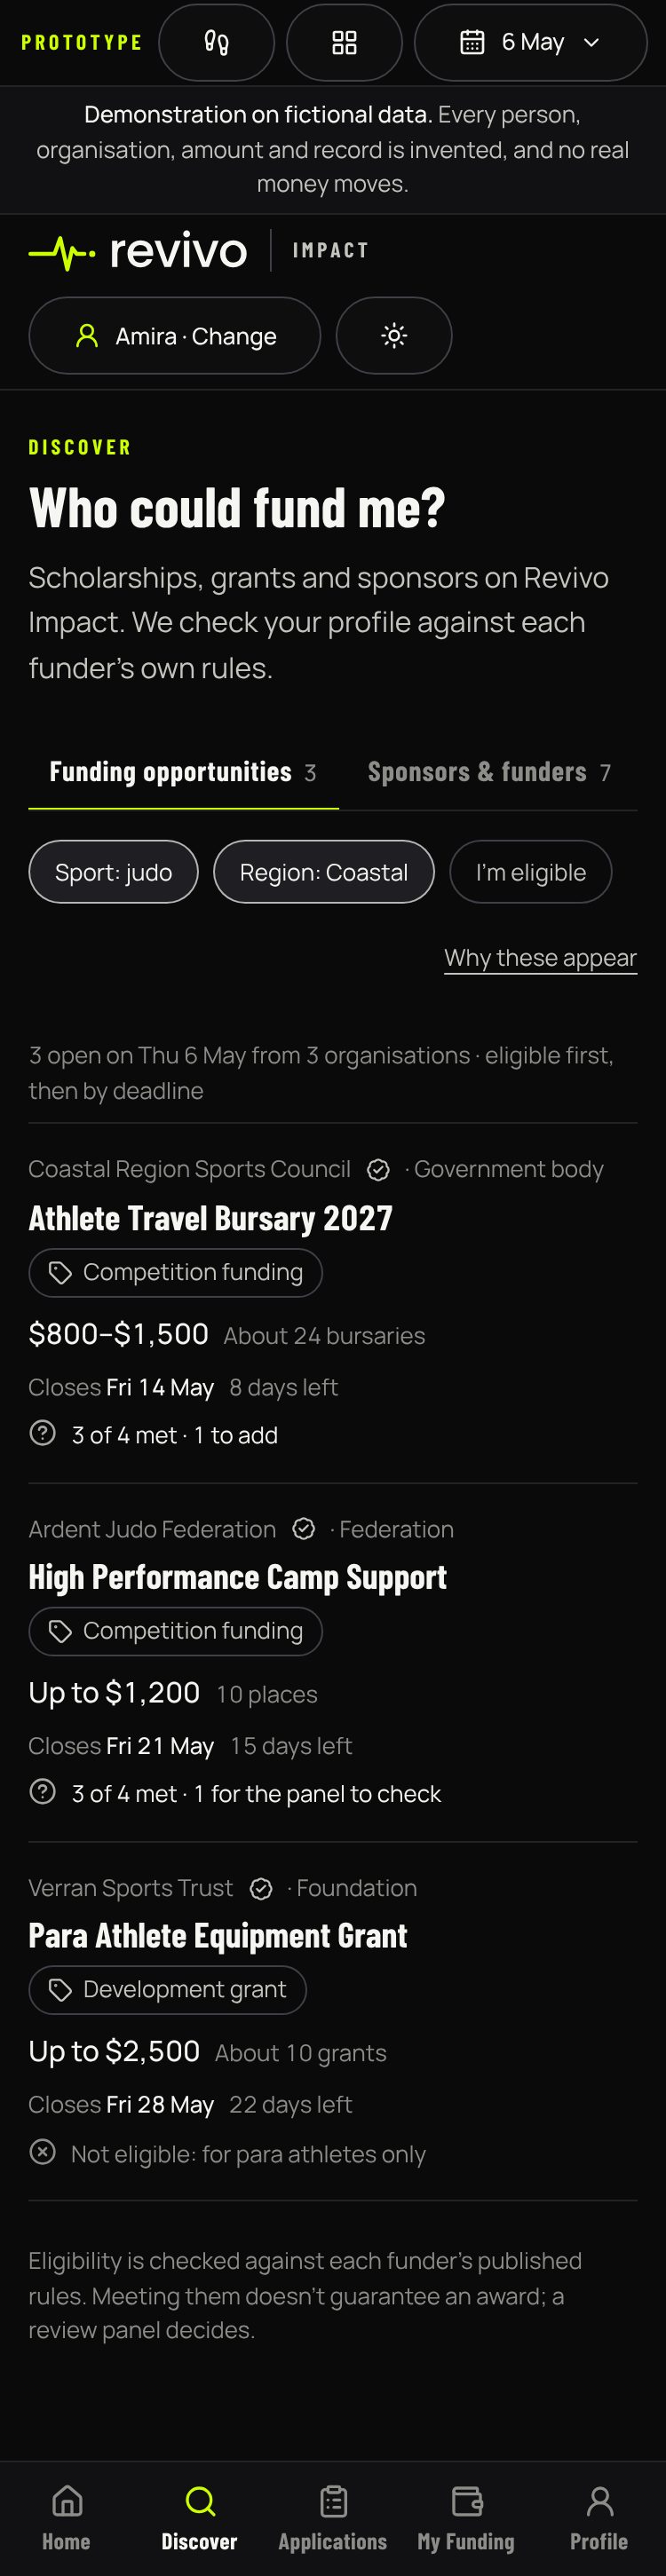 PROTOTYPE
6 May
Demonstration on fictional data. Every person,
organisation, amount and record is invented, and no real
money moves.
revivo IMPACT
Amira · Change
DISCOVER
Who could fund me?
Scholarships, grants and sponsors on Revivo
Impact. We check your profile against each
funder’s own rules.
Funding opportunities 3 Sponsors & funders 7
Sport: judo Region: Coastal I’m eligible
Why these appear
3 open on Thu 6 May from 3 organisations · eligible first,
then by deadline
Coastal Region Sports Council · Government body
Athlete Travel Bursary 2027
Competition funding
$800–$1,500 About 24 bursaries
Closes Fri 14 May 8 days left
3 of 4 met · 1 to add
Ardent Judo Federation · Federation
High Performance Camp Support
Competition funding
Up to $1,200 10 places
Closes Fri 21 May 15 days left
3 of 4 met · 1 for the panel to check
Verran Sports Trust · Foundation
Para Athlete Equipment Grant
Development grant
Up to $2,500 About 10 grants
Closes Fri 28 May 22 days left
Not eligible: for para athletes only
Eligibility is checked against each funder’s published
rules. Meeting them doesn’t guarantee an award; a
review panel decides.
Home Discover Applications My Funding Profile